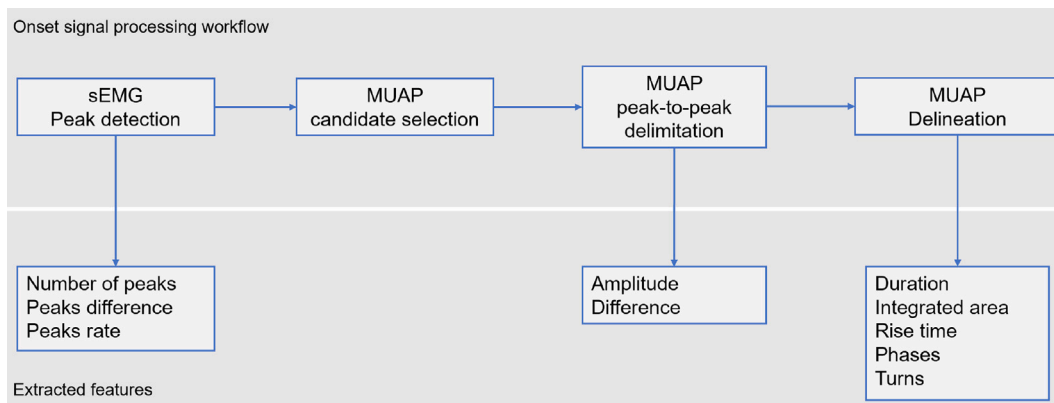 Onset signal processing workflow
sEMG
Peak detection
MUAP
candidate selection
MUAP
peak-to-peak
delimitation
MUAP
Delineation
Number of peaks
Peaks difference
Peaks rate
Amplitude
Difference
Duration
Integrated area
Rise time
Phases
Turns
Extracted features